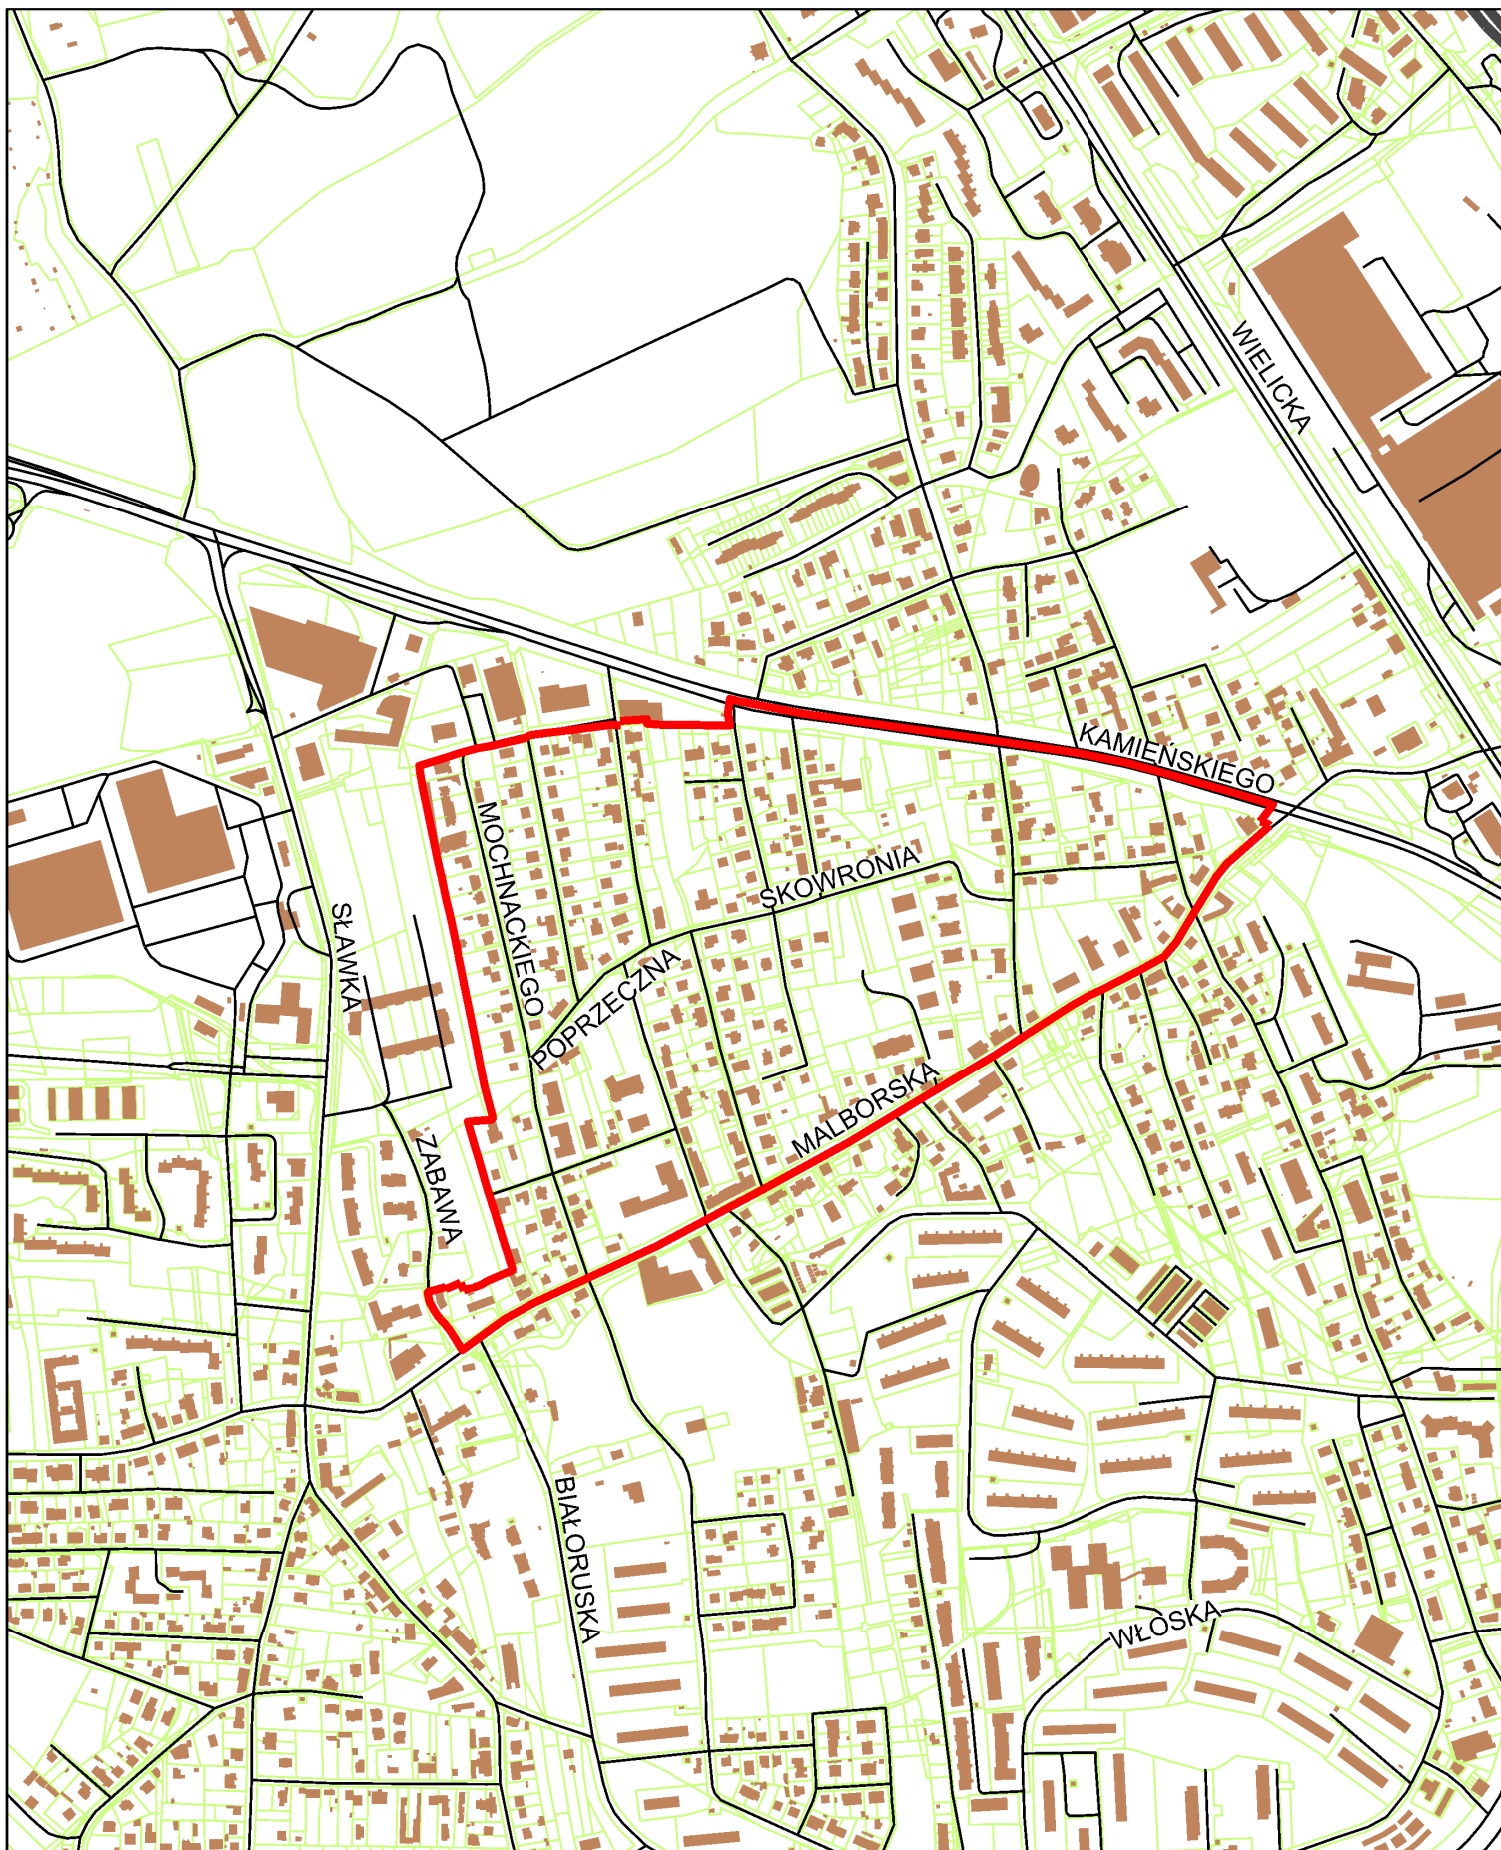 WIELICKA
KAMIEŃSKIEGO
MOCHNACKIEGO
SKOWRONIA
SŁAWKA
POPRZECZNA
MALBORSKA
ZABAWA
BIAŁORUSKA
WŁOSKA